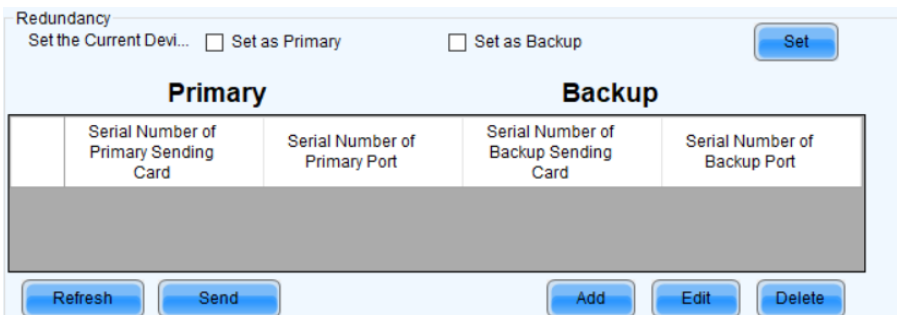 Redundancy
Set the Current Devi... Set as Primary Set as Backup Set
Primary Backup
Serial Number of Primary Sending Card
Serial Number of Primary Port
Serial Number of Backup Sending Card
Serial Number of Backup Port
Refresh Send Add Edit Delete